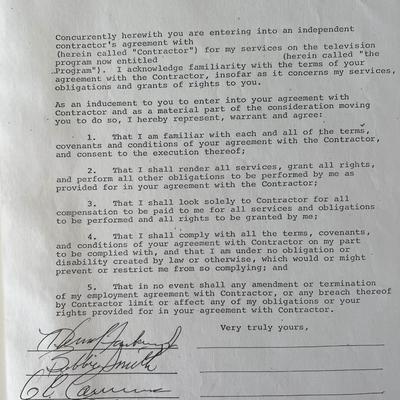 Concurrently herewith you are entering into an independent
contractor's agreement with
(herein called "Contractor") for my services on the television
program now entitled (herein called "the
Program"). I acknowledge familiarity with the terms of your
agreement with the Contractor, insofar as it concerns my services,
obligations and grants of rights to you.
As an inducement to you to enter into your agreement with
Contractor and as a material part of the consideration moving
you to do so, I hereby represent, warrant and agree:
1. That I am familiar with each and all of the terms,
covenants and conditions of your agreement with the Contractor,
and consent to the execution thereof;
2. That I shall render all services, grant all rights,
and perform all other obligations to be performed by me as
provided for in your agreement with the Contractor;
3. That I shall look solely to Contractor for all
compensation to be paid to me for all services and obligations
to be performed and all rights to be granted by me;
4. That I shall comply with all the terms, covenants,
and conditions of your agreement with Contractor on my part
to be complied with, and that I am under no obligation or
disability created by law or otherwise, which would or might
prevent or restrict me from so complying; and
5. That in no event shall any amendment or termination
of my employment agreement with Contractor, or any breach thereof
by Contractor limit or affect any of my obligations or your
rights provided for in your agreement with Contractor.
Very truly yours,
Bobbie Smith